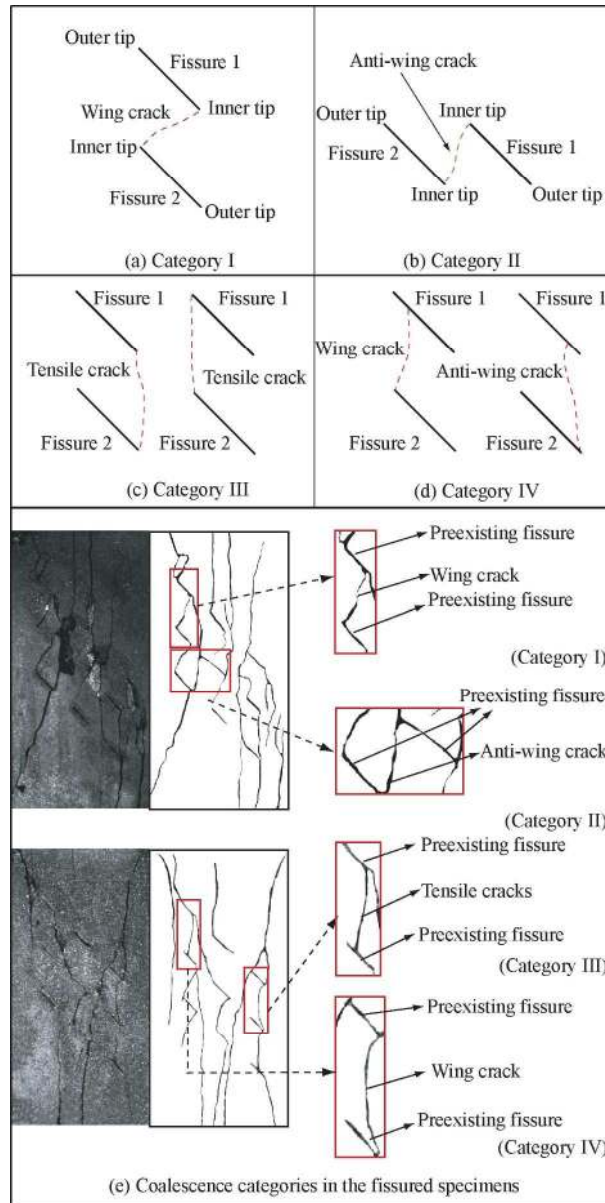 Outer tip
Fissure 1
Wing crack
Inner tip
Inner tip
Fissure 2
Outer tip
(a) Category I
Anti-wing crack
Outer tip
Inner tip
Fissure 2
Fissure 1
Inner tip
Outer tip
(b) Category II
Fissure 1
Fissure 1
Tensile crack
Tensile crack
Fissure 2
Fissure 2
(c) Category III
Fissure 1
Fissure 1
Wing crack
Anti-wing crack
Fissure 2
Fissure 2
(d) Category IV
Preexisting fissure
Wing crack
Preexisting fissure
(Category I)
Preexisting fissure
Anti-wing crack
(Category II)
Preexisting fissure
Tensile cracks
Preexisting fissure
(Category III)
Preexisting fissure
Wing crack
Preexisting fissure
(Category IV)
(e) Coalescence categories in the fissured specimens